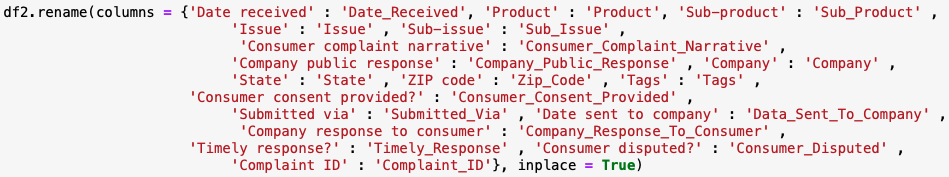 df2.rename(columns = {'Date received' : 'Date_Received', 'Product' : 'Product', 'Sub-product' : 'Sub_Product' ,
'Issue' : 'Issue' , 'Sub-issue' : 'Sub_Issue' ,
'Consumer complaint narrative' : 'Consumer_Complaint_Narrative' ,
'Company public response' : 'Company_Public_Response' , 'Company' : 'Company' ,
'State' : 'State' , 'ZIP code' : 'Zip_Code' , 'Tags' : 'Tags' ,
'Consumer consent provided?' : 'Consumer_Consent_Provided' ,
'Submitted via' : 'Submitted_Via' , 'Date sent to company' : 'Data_Sent_To_Company' ,
'Company response to consumer' : 'Company_Response_To_Consumer' ,
'Timely response?' : 'Timely_Response' , 'Consumer disputed?' : 'Consumer_Disputed' ,
'Complaint ID' : 'Complaint_ID'}, inplace = True)